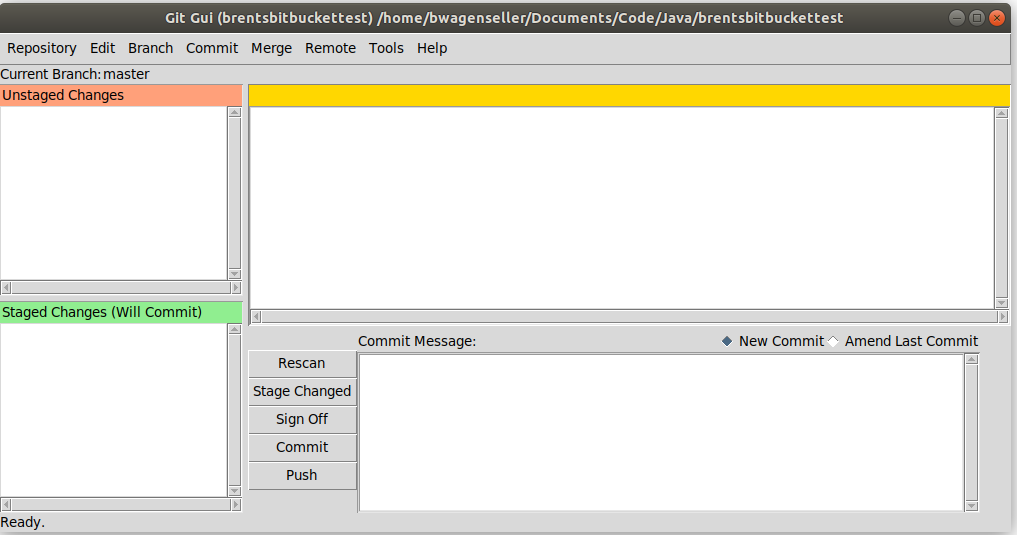 Git Gui (brentsbitbuckettest) /home/bwagenseller/Documents/Code/Java/brentsbitbuckettest
Repository Edit Branch Commit Merge Remote Tools Help
Current Branch: master
Unstaged Changes
Staged Changes (Will Commit)
Commit Message: New Commit Amend Last Commit
Rescan
Stage Changed
Sign Off
Commit
Push
Ready.